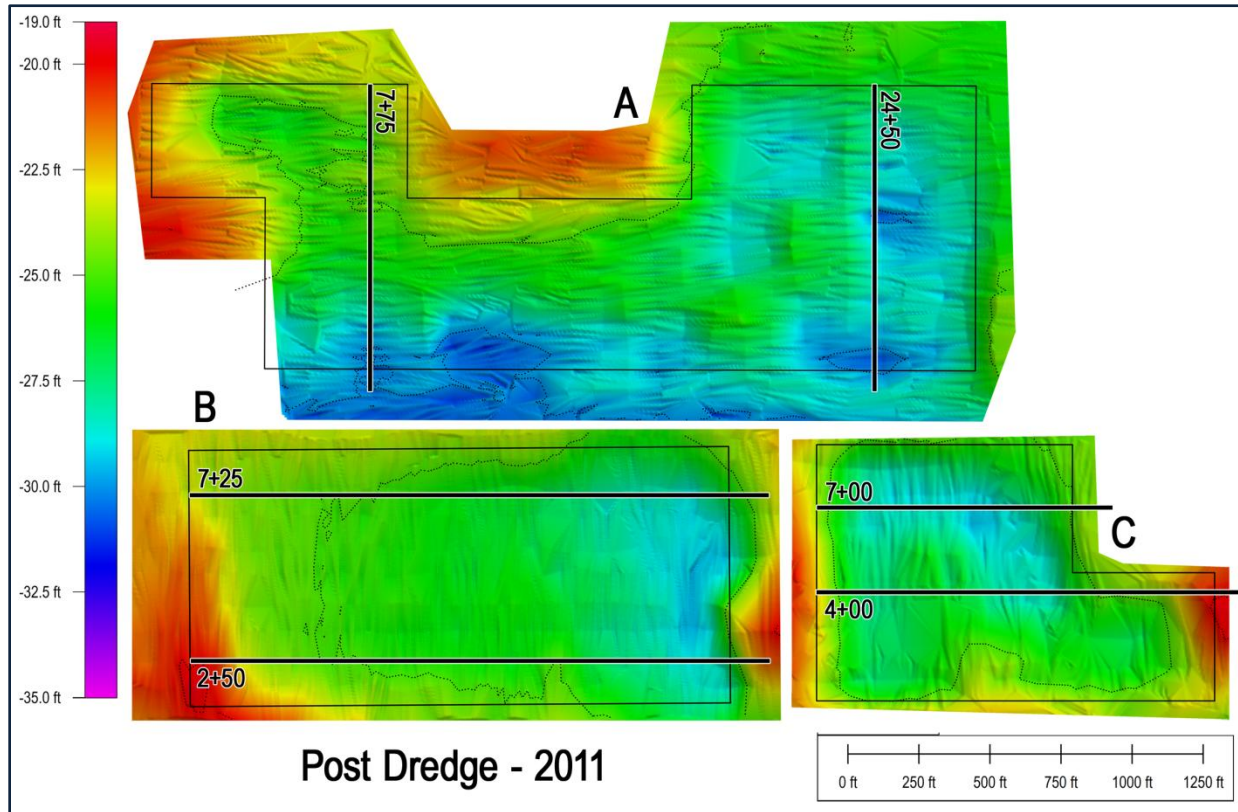 -19.0 ft
-20.0 ft
-22.5 ft
-25.0 ft
-27.5 ft
-30.0 ft
-32.5 ft
-35.0 ft
A
7+75
24+50
B
7+25
2+50
7+00
C
4+00
Post Dredge - 2011
0 ft 250 ft 500 ft 750 ft 1000 ft 1250 ft